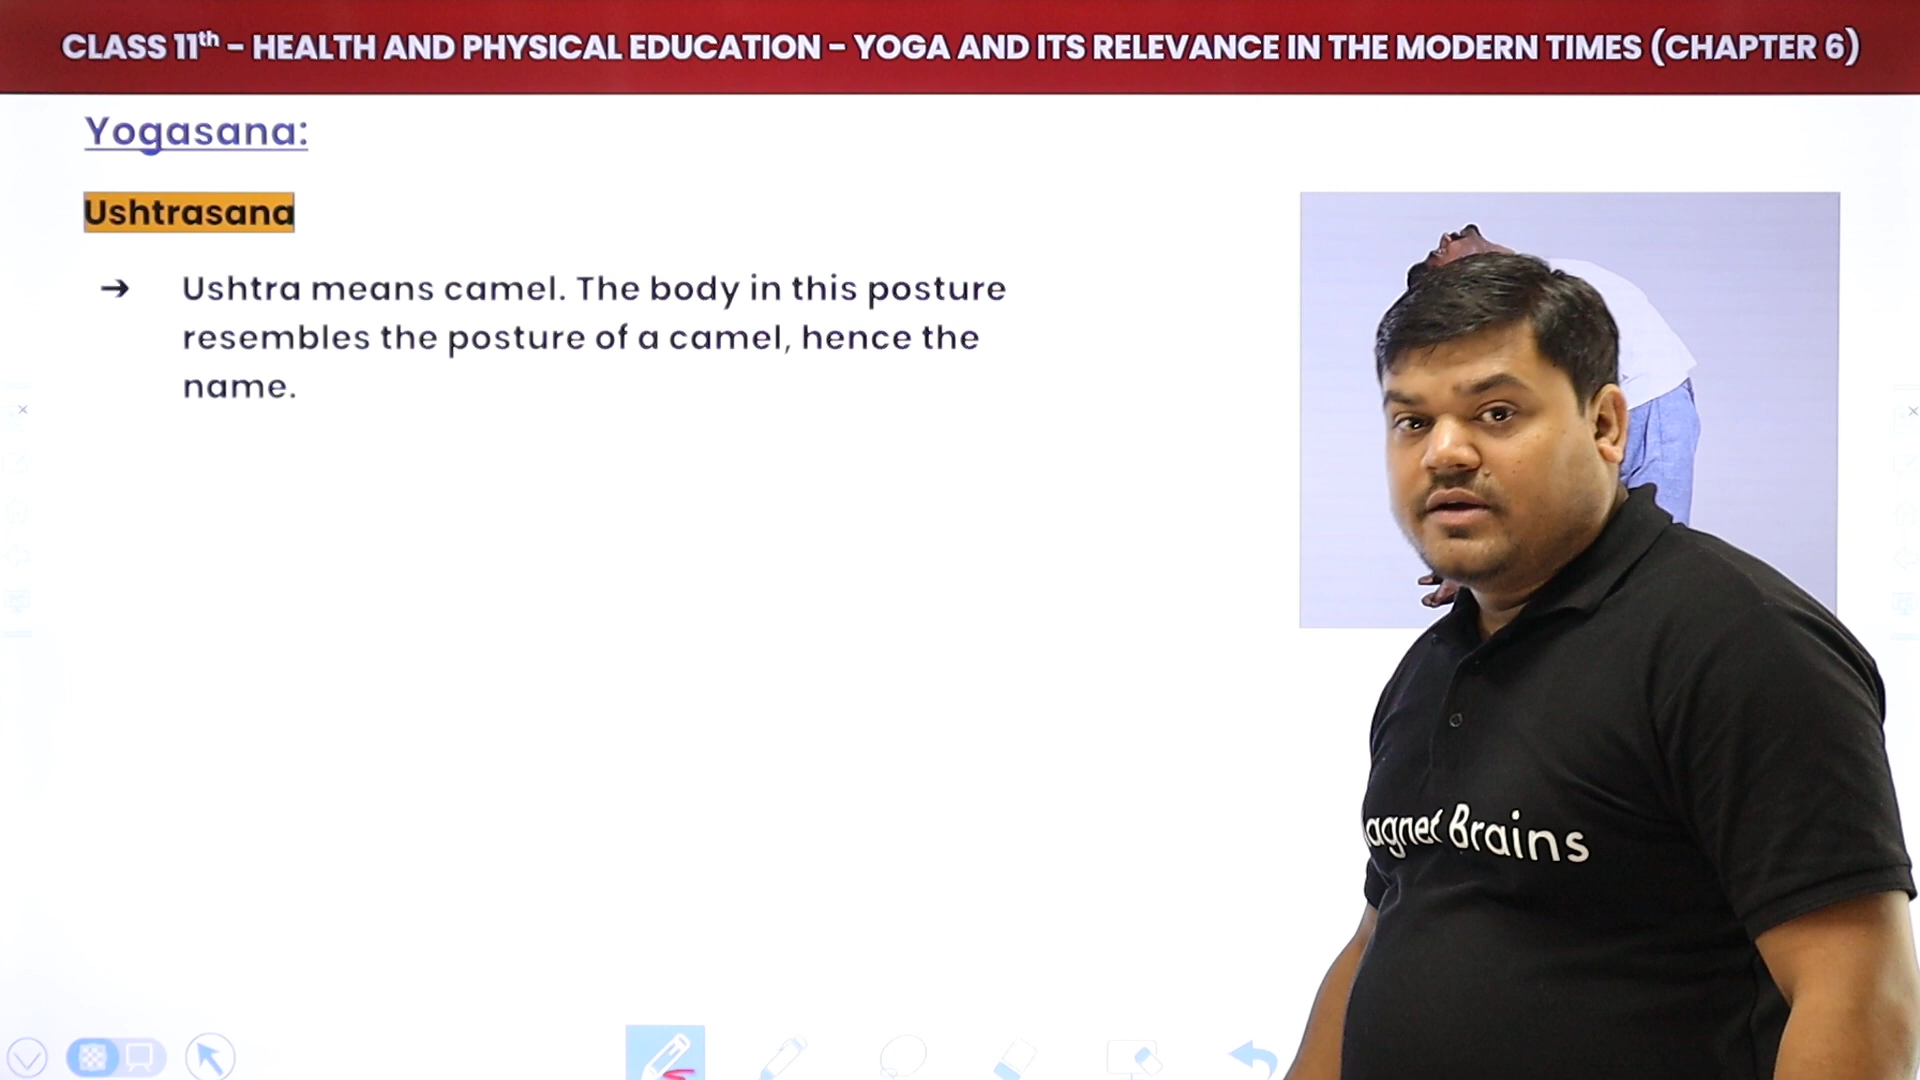 CLASS 11th - HEALTH AND PHYSICAL EDUCATION - YOGA AND ITS RELEVANCE IN THE MODERN TIMES (CHAPTER 6)
Yogasana:
Ushtrasana
➔ Ushtra means camel. The body in this posture
resembles the posture of a camel, hence the
name.
agnet Brains